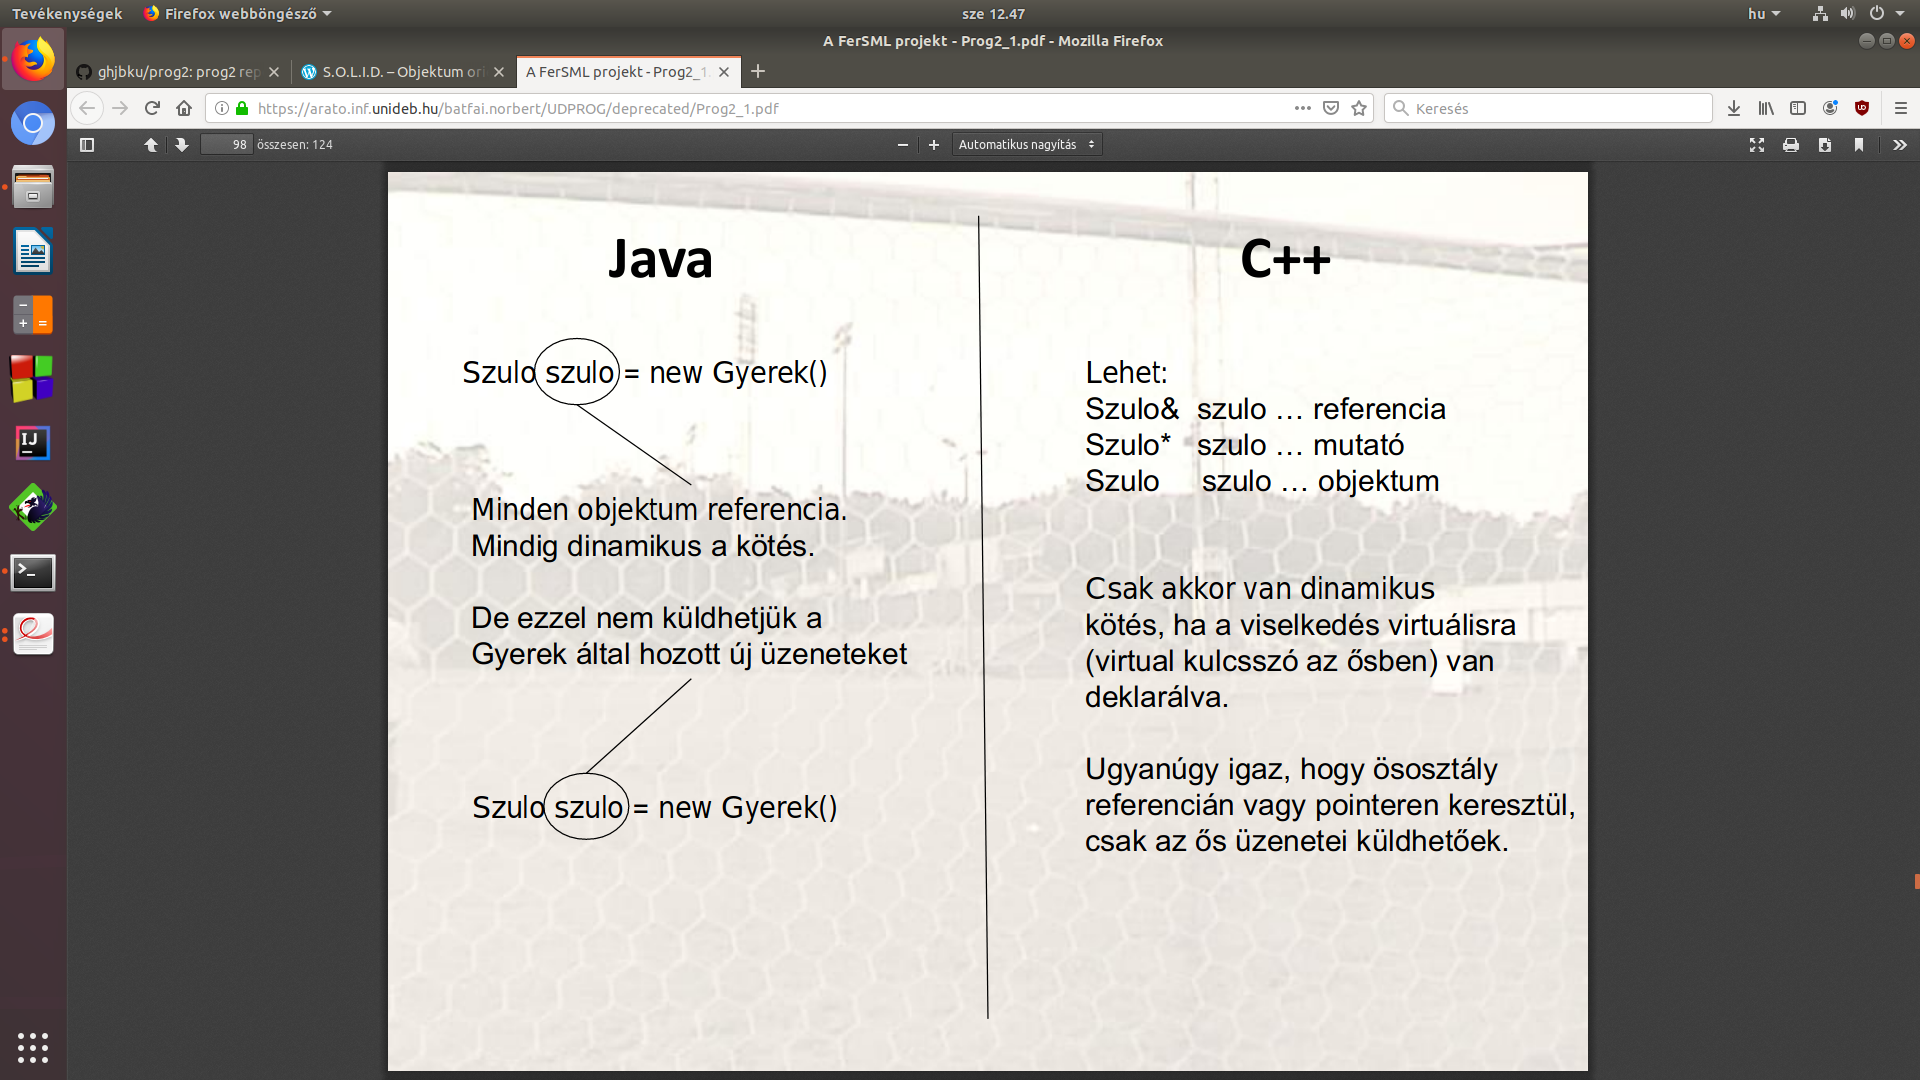 Tevékenységek
Firefox webböngésző
sze 12.47
hu
A FerSML projekt - Prog2_1.pdf - Mozilla Firefox
ghjbku/prog2: prog2 rep
S.O.L.I.D. – Objektum ori
A FerSML projekt - Prog2_1.
https://arato.inf.unideb.hu/batfai.norbert/UDPROG/deprecated/Prog2_1.pdf
Keresés
98 összesen: 124
Automatikus nagyítás
Java
Szulo szulo = new Gyerek()
Minden objektum referencia.
Mindig dinamikus a kötés.
De ezzel nem küldhetjük a
Gyerek által hozott új üzeneteket
Szulo szulo = new Gyerek()
C++
Lehet:
Szulo& szulo … referencia
Szulo* szulo … mutató
Szulo szulo … objektum
Csak akkor van dinamikus
kötés, ha a viselkedés virtuálisra
(virtual kulcsszó az ősben) van
deklarálva.
Ugyanúgy igaz, hogy ösosztály
referencián vagy pointeren keresztül,
csak az ős üzenetei küldhetőek.
IJ